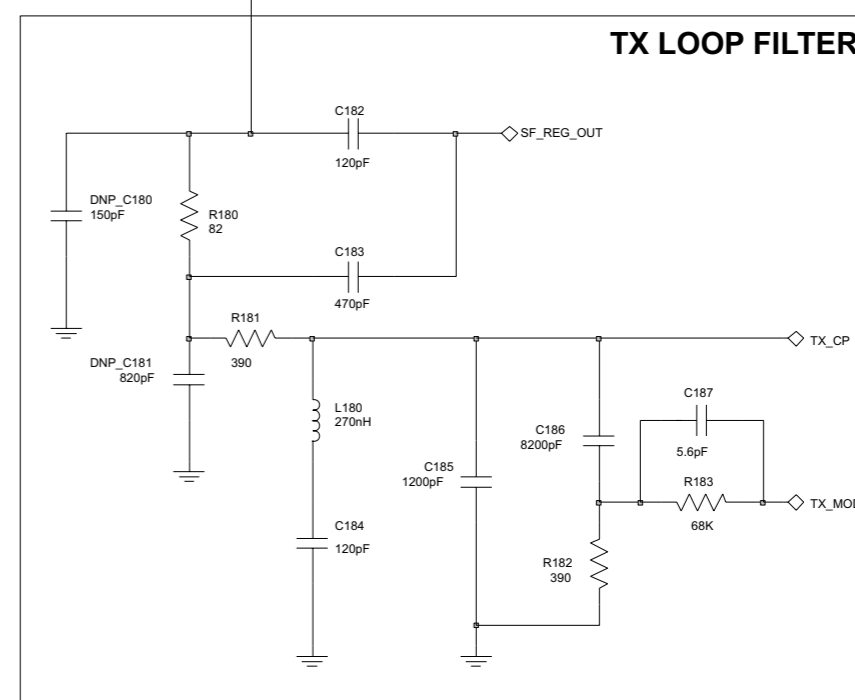 TX LOOP FILTER
C182
120pF
SF_REG_OUT
DNP_C180
150pF
R180
82
C183
470pF
R181
390
DNP_C181
820pF
TX_CP
L180
270nH
C184
120pF
C185
1200pF
C186
8200pF
C187
5.6pF
R183
68K
TX_MOD
R182
390